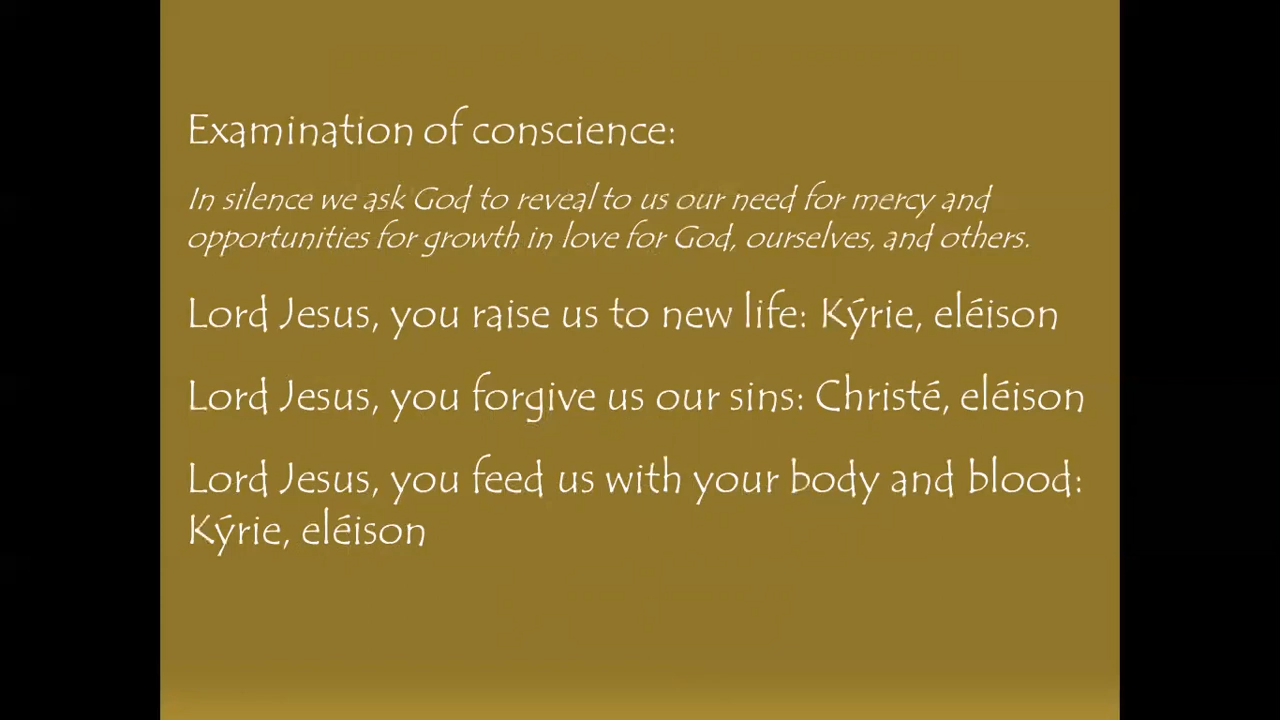 Examination of conscience:
In silence we ask God to reveal to us our need for mercy and
opportunities for growth in love for God, ourselves, and others.
Lord Jesus, you raise us to new life: Kýrie, eléison
Lord Jesus, you forgive us our sins: Christé, eléison
Lord Jesus, you feed us with your body and blood:
Kýrie, eléison